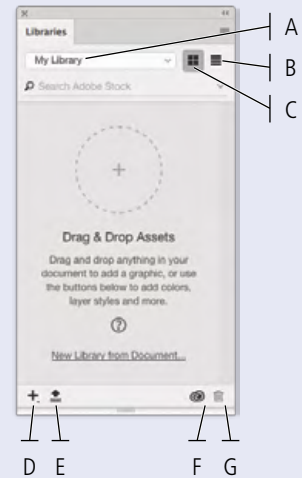 Libraries
A
My Library
B
Search Adobe Stock
C
Drag & Drop Assets
Drag and drop anything in your
document to add a graphic, or use
the buttons below to add colors,
layer styles and more.
New Library from Document...
D E F G